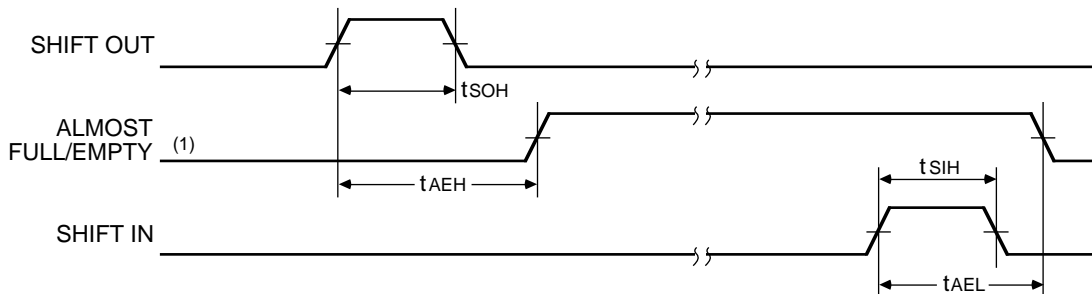 SHIFT OUT
tSOH
ALMOST
FULL/EMPTY (1)
tAEH
tSIH
SHIFT IN
tAEL